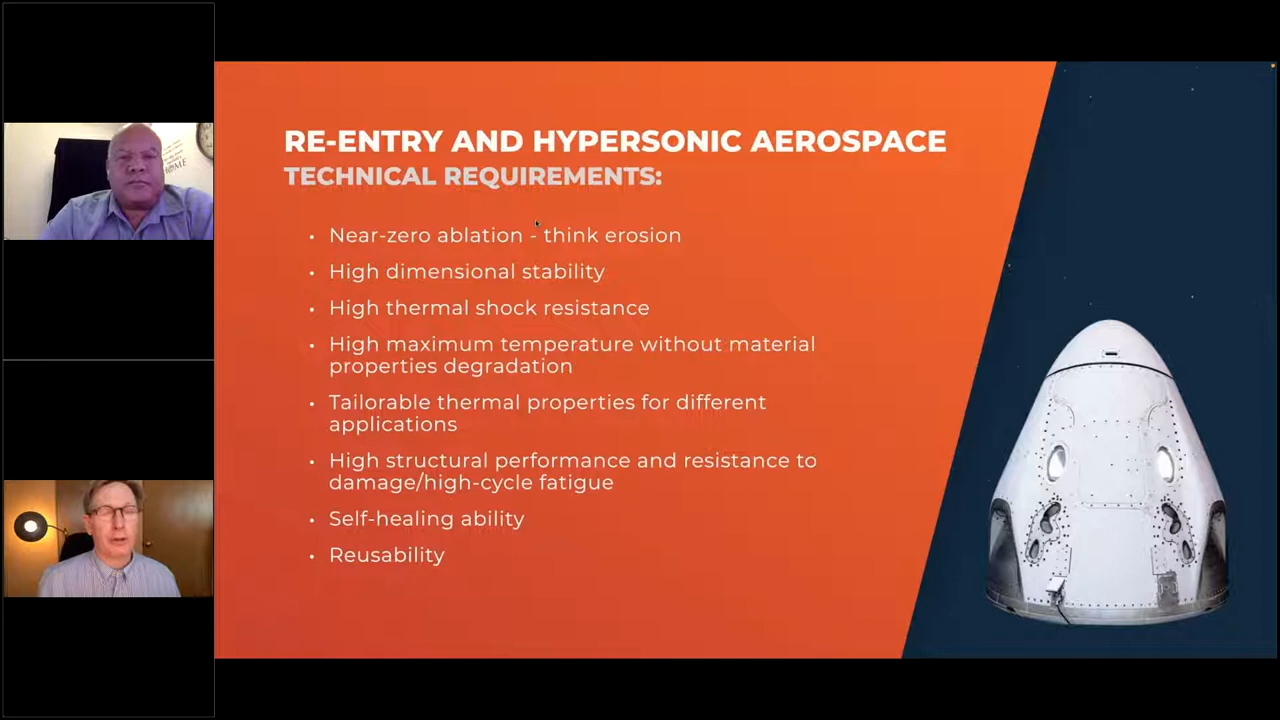 RE-ENTRY AND HYPERSONIC AEROSPACE
TECHNICAL REQUIREMENTS:
• Near-zero ablation - think erosion
• High dimensional stability
• High thermal shock resistance
• High maximum temperature without material
properties degradation
• Tailorable thermal properties for different
applications
• High structural performance and resistance to
damage/high-cycle fatigue
• Self-healing ability
• Reusability
HOME